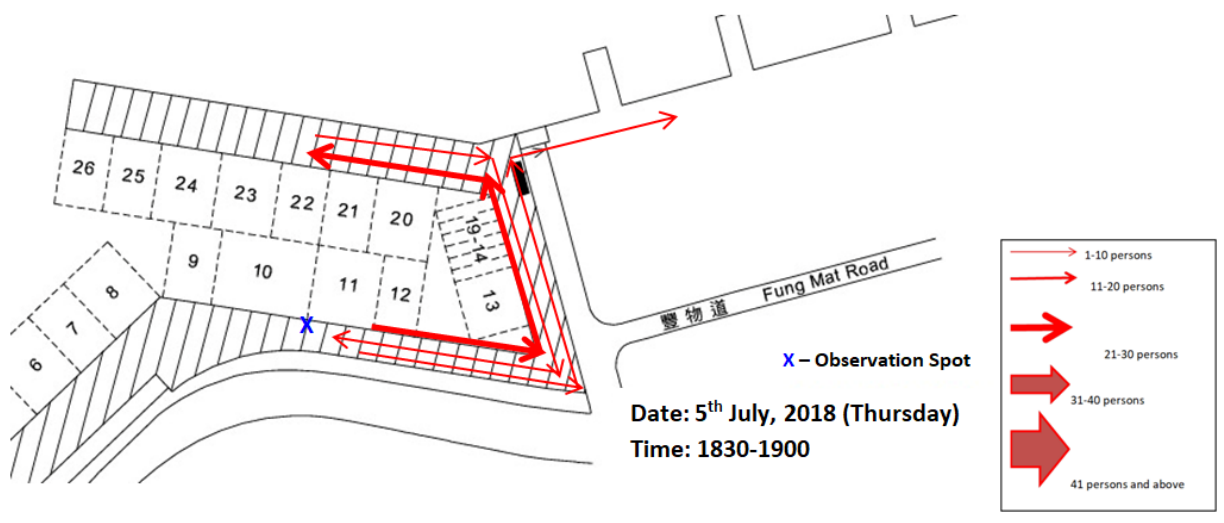 26
25
24
23
22
21
20
19-14
13
9
10
11
12
8
7
6
豐物道 Fung Mat Road
X
X – Observation Spot
Date: 5th July, 2018 (Thursday)
Time: 1830-1900
1-10 persons
11-20 persons
21-30 persons
31-40 persons
41 persons and above